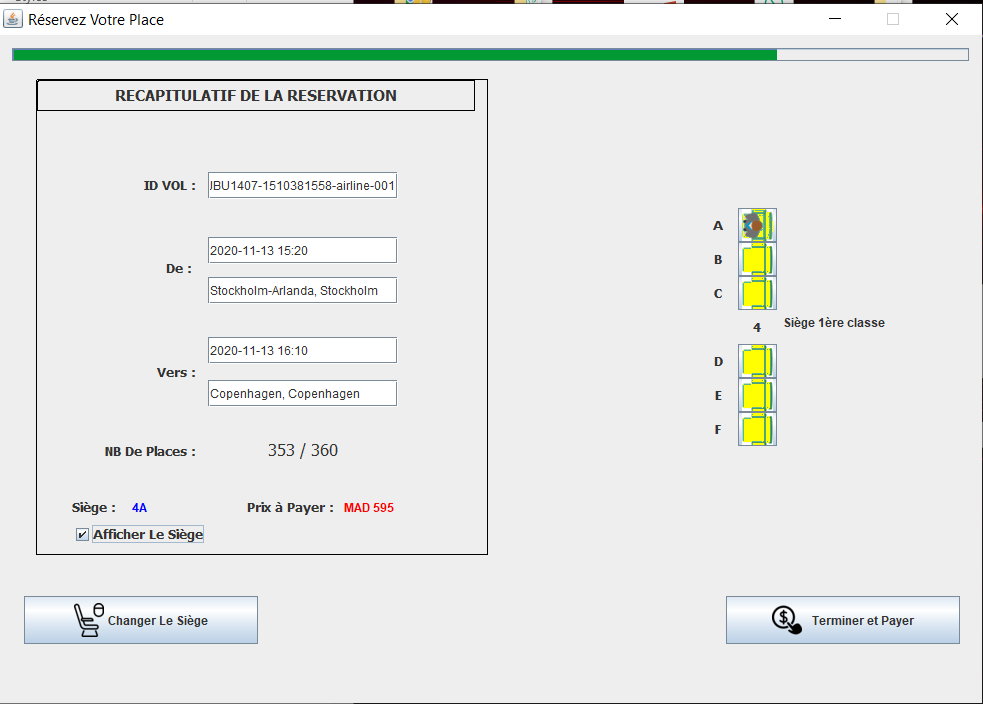 Réservez Votre Place
RECAPITULATIF DE LA RESERVATION
ID VOL : JBU1407-1510381558-airline-001
De :
2020-11-13 15:20
Stockholm-Arlanda, Stockholm
Vers :
2020-11-13 16:10
Copenhagen, Copenhagen
NB De Places : 353 / 360
Siège : 4A Prix à Payer : MAD 595
Afficher Le Siège
A
B
C
4 Siège 1ère classe
D
E
F
Changer Le Siège
Terminer et Payer